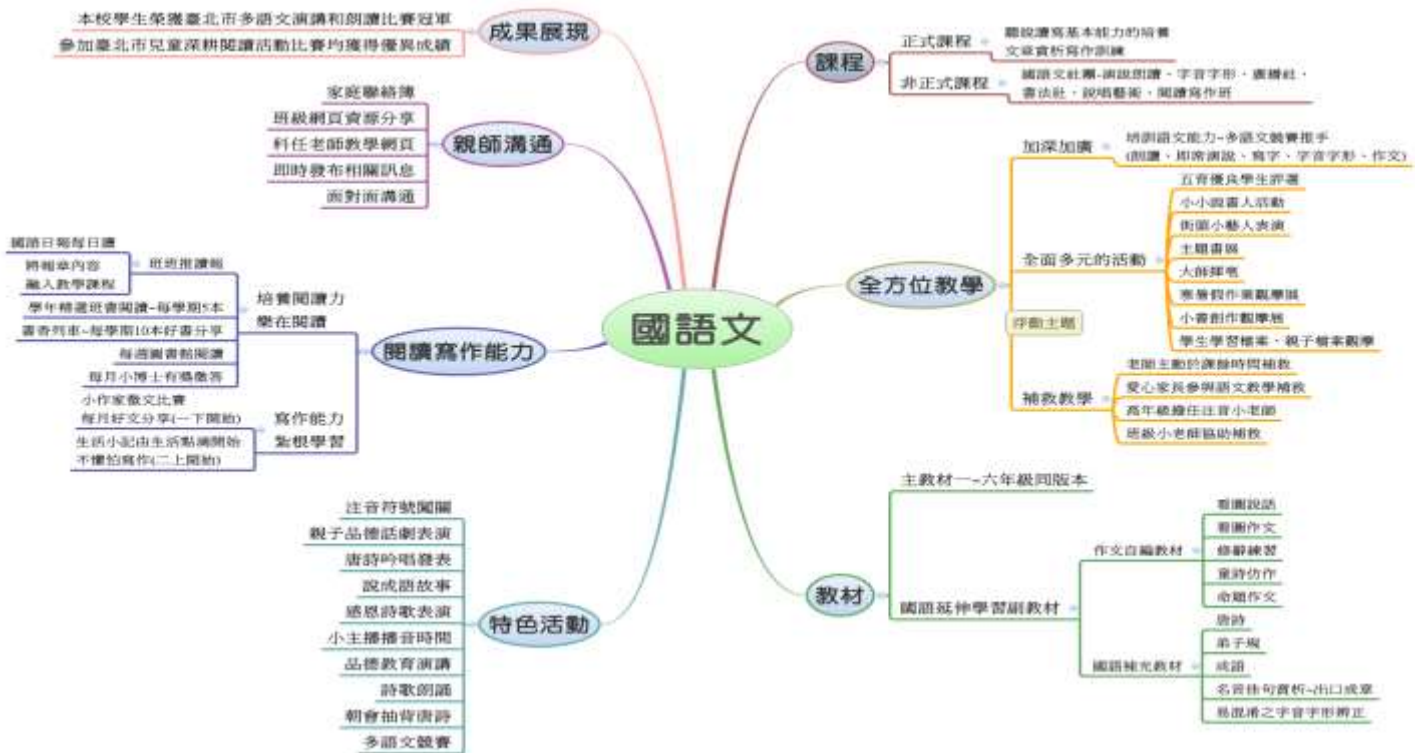 國語文
成果展現
本校學生榮獲臺北市多語文演講和朗讀比賽冠軍
參加臺北市兒童深耕閱讀活動比賽均獲得優異成績
親師溝通
家庭聯絡簿
班級網頁資源分享
科任老師教學網頁
即時發布相關訊息
面對面溝通
閱讀寫作能力
培養閱讀力
樂在閱讀
班班推讀報
國語日報每日讀
將報章內容
融入教學課程
學年精選班書閱讀~每學期5本
書香列車~每學期10本好書分享
每週圖書館閱讀
每月小博士有獎徵答
寫作能力
紮根學習
小作家徵文比賽
每月好文分享(一下開始)
生活小記由生活點滴開始
不懼怕寫作(二上開始)
特色活動
注音符號闖關
親子品德話劇表演
唐詩吟唱發表
說成語故事
感恩詩歌表演
小主播播音時間
品德教育演講
詩歌朗誦
朝會抽背唐詩
多語文競賽
課程
正式課程
聽說讀寫基本能力的培養
文章賞析寫作訓練
非正式課程
國語文社團-演說朗讀、字音字形、廣播社、
書法社、說唱藝術、閱讀寫作班
全方位教學
加深加廣
培訓語文能力~多語文競賽推手
(朗讀、即席演說、寫字、字音字形、作文)
全面多元的活動
五育優良學生評選
小小說書人活動
街頭小藝人表演
主題書展
大師揮毫
寒暑假作業觀摩展
小書創作觀摩展
學生學習檔案、親子檔案觀摩
浮動主題
補救教學
老師主動於課餘時間補救
愛心家長參與語文教學補救
高年級擔任注音小老師
班級小老師協助補救
教材
主教材一~六年級同版本
國語延伸學習副教材
作文自編教材
看圖說話
看圖作文
修辭練習
童詩仿作
命題作文
國語補充教材
唐詩
弟子規
成語
名言佳句賞析~出口成章
易混淆之字音字形辨正